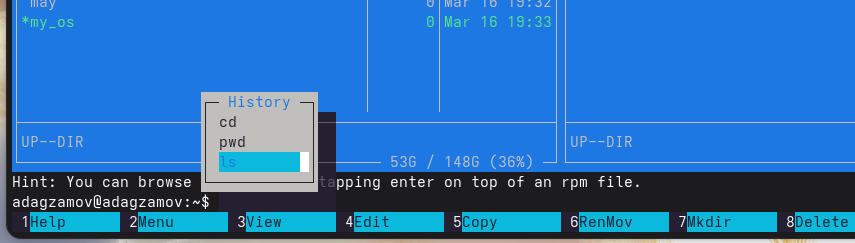 may 0 Mar 16 19:32
*my_os 0 Mar 16 19:33
History
cd
pwd
ls
UP--DIR UP--DIR
53G / 148G (36%)
Hint: You can browse tapping enter on top of an rpm file.
adagzamov@adagzamov:~$
1Help 2Menu 3View 4Edit 5Copy 6RenMov 7Mkdir 8Delete